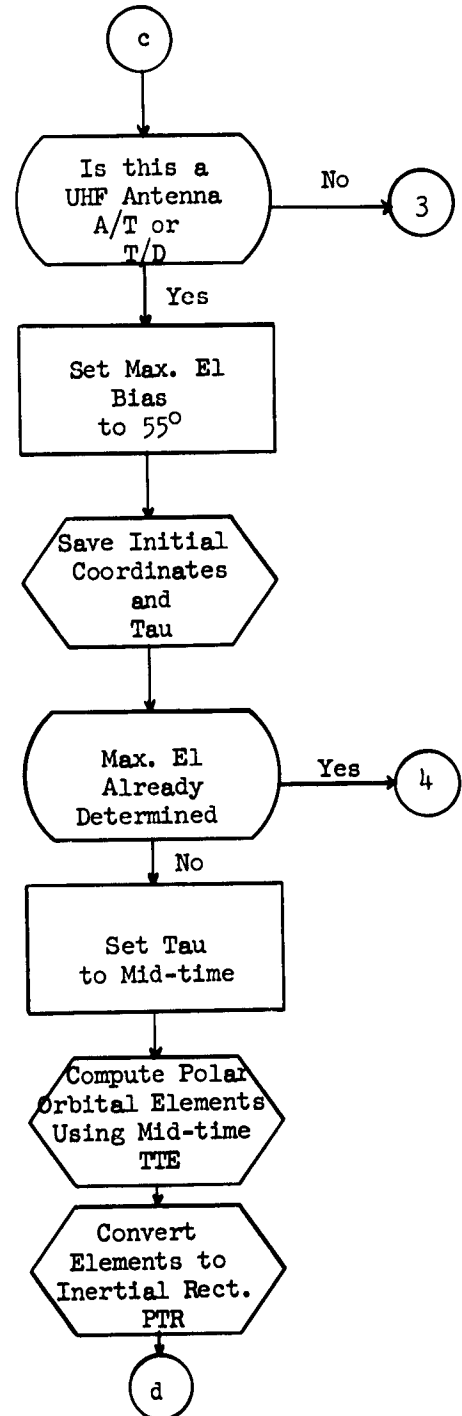 c
Is this a
UHF Antenna
A/T or
T/D
No
3
Yes
Set Max. El
Bias
to 55°
Save Initial
Coordinates
and
Tau
Max. El
Already
Determined
Yes
4
No
Set Tau
to Mid-time
Compute Polar
Orbital Elements
Using Mid-time
TTE
Convert
Elements to
Inertial Rect.
PTR
d